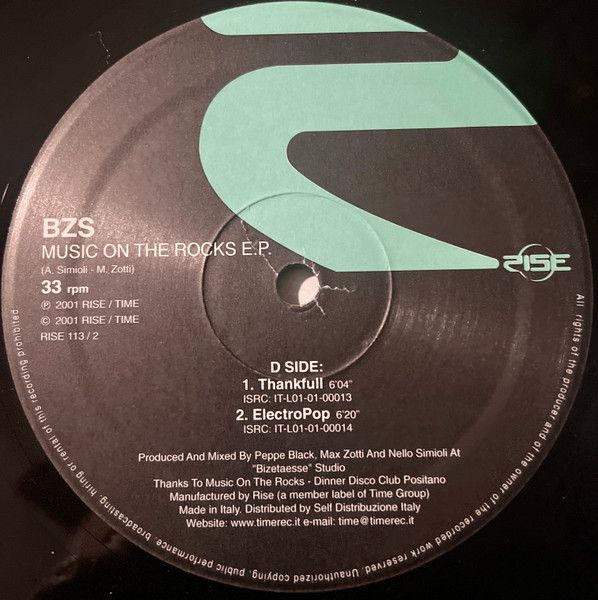 BZS
MUSIC ON THE ROCKS E.P.
(A. Simioli - M. Zotti)
33 rpm
℗ 2001 RISE / TIME
© 2001 RISE / TIME
RISE 113 / 2
RISE
D SIDE:
1. Thankfull 6'04"
ISRC: IT-L01-01-00013
2. ElectroPop 6'20"
ISRC: IT-L01-01-00014
Produced And Mixed By Peppe Black, Max Zotti And Nello Simioli At
"Bizetaesse" Studio
Thanks To Music On The Rocks - Dinner Disco Club Positano
Manufactured by Rise (a member label of Time Group)
Made in Italy. Distributed by Self Distribuzione Italy
Website: www.timerec.it e-mail: time@timerec.it
All rights of the producer and of the owner of the recorded work reserved. Unauthorized copying, public performance, broadcasting, hiring or rental of this recording prohibited.